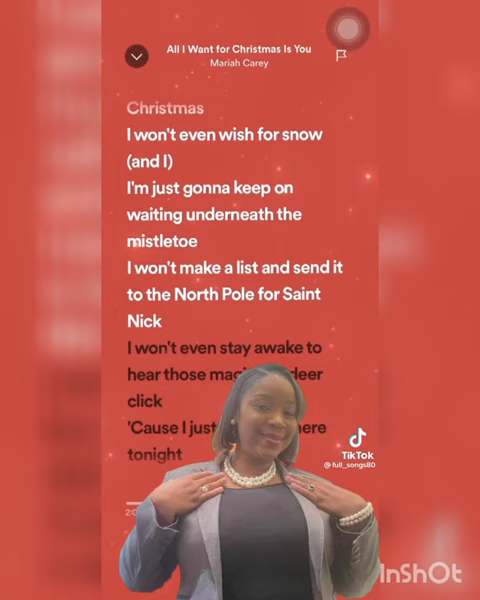 All I Want for Christmas Is You
Mariah Carey
Christmas
I won't even wish for snow
(and I)
I'm just gonna keep on
waiting underneath the
mistletoe
I won't make a list and send it
to the North Pole for Saint
Nick
I won't even stay awake to
hear those deer
click
'Cause I just here
tonight
TikTok
@full_songs80
InShOt